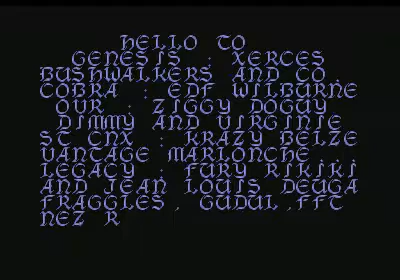 HELLO TO
GENESIS : XERCES
BUSHWALKERS AND CO.
COBRA : EDF WILBURNE
OUR : ZIGGY DOGUY
DIMMY AND VIRGINIE
ST CNX : KRAZY BELZE
VANTAGE MARLONCHE ..
LEGACY : FURY RIKIKI
AND JEAN LOUIS DEUGA
FRAGGLES, GUDUL,FFT
NEZ R